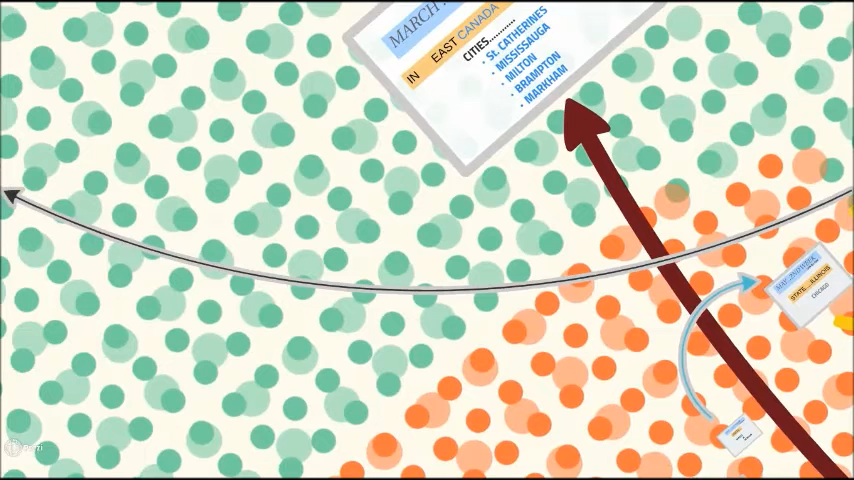 MARCH
IN EAST CANADA
CITIES............
· St. CATHERINES
· MISSISSAUGA
· MILTON
· BRAMPTON
· MARKHAM
STATE ... ILLINOIS
CHICAGO